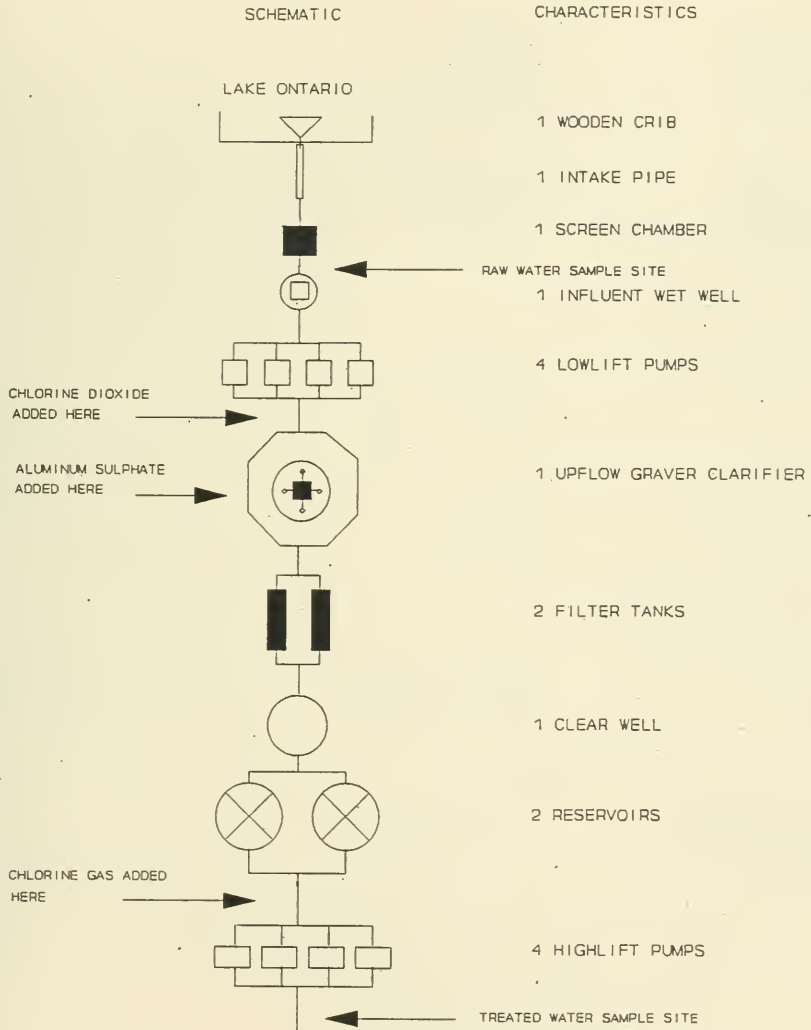 SCHEMATIC CHARACTERISTICS
LAKE ONTARIO
1 WOODEN CRIB
1 INTAKE PIPE
1 SCREEN CHAMBER
RAW WATER SAMPLE SITE
1 INFLUENT WET WELL
4 LOWLIFT PUMPS
CHLORINE DIOXIDE
ADDED HERE
ALUMINUM SULPHATE
ADDED HERE
1 UPFLOW GRAVER CLARIFIER
2 FILTER TANKS
1 CLEAR WELL
2 RESERVOIRS
CHLORINE GAS ADDED
HERE
4 HIGHLIFT PUMPS
TREATED WATER SAMPLE SITE